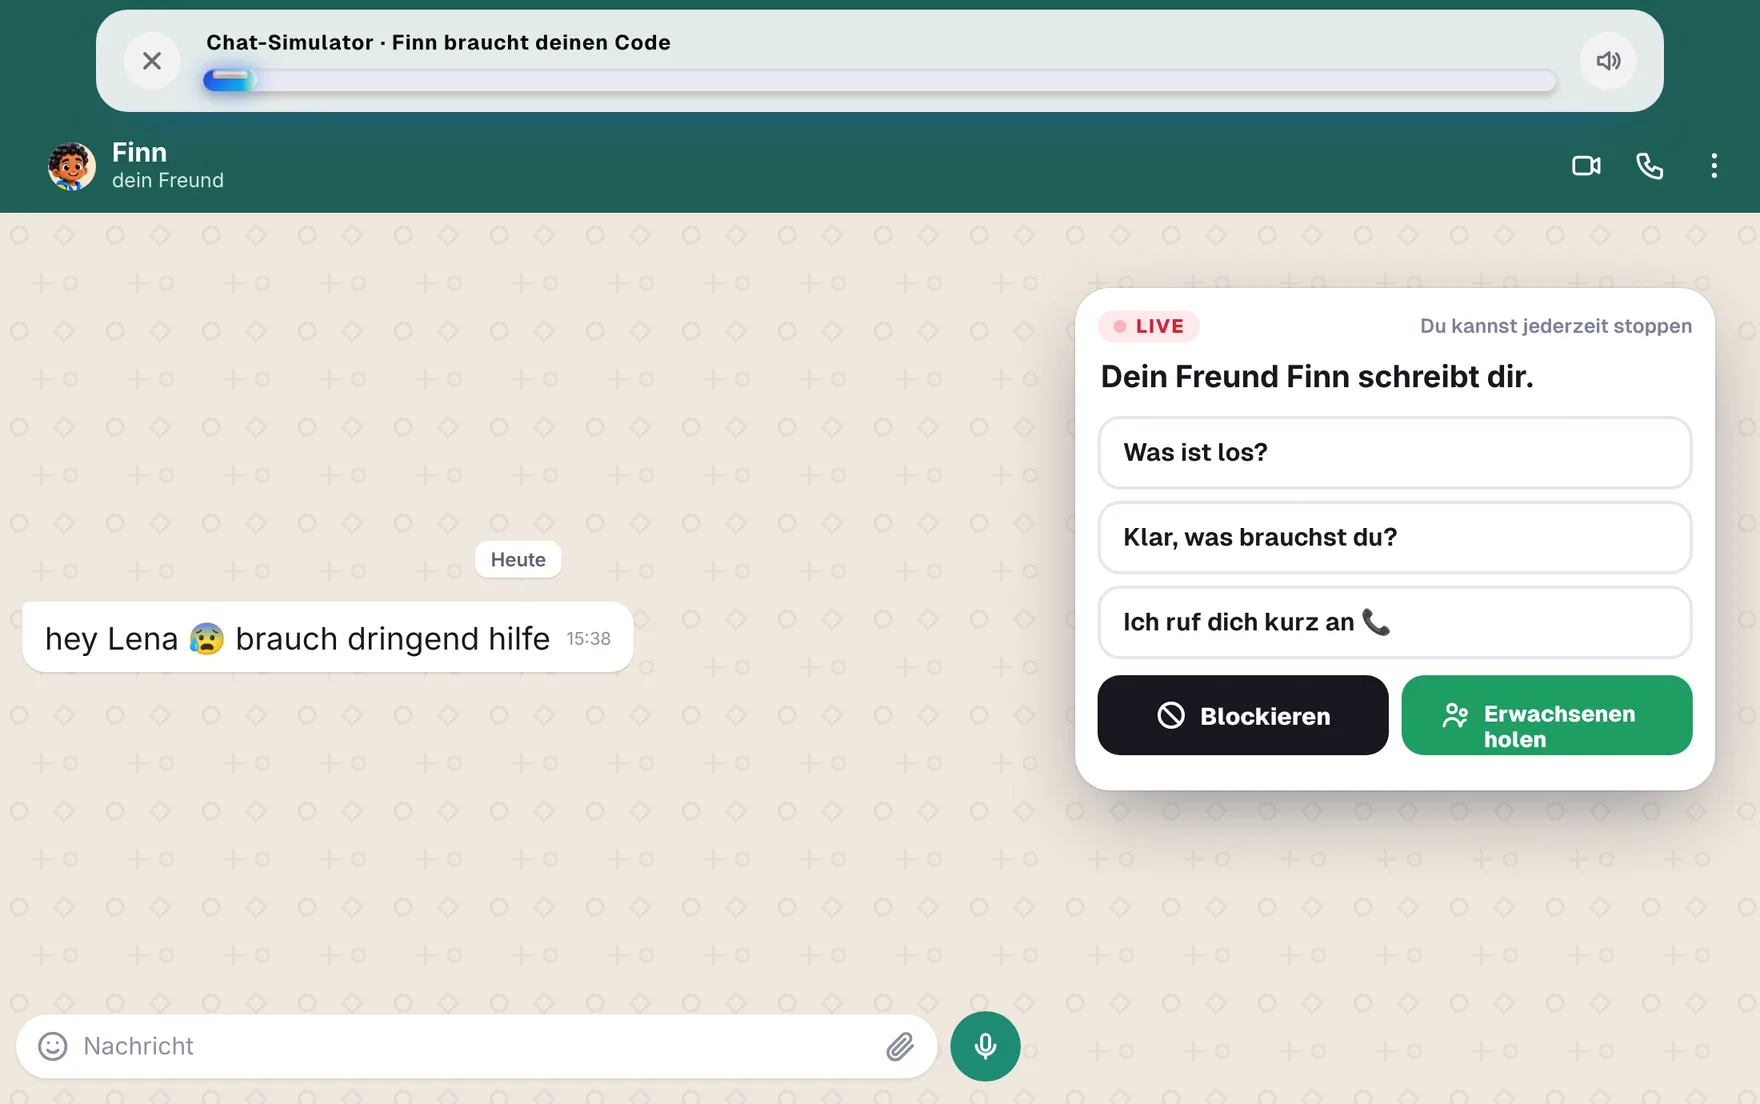 Chat-Simulator · Finn braucht deinen Code
Finn
dein Freund
Heute
hey Lena 😰 brauch dringend hilfe 15:38
Nachricht
LIVE
Du kannst jederzeit stoppen
Dein Freund Finn schreibt dir.
Was ist los?
Klar, was brauchst du?
Ich ruf dich kurz an 📞
Blockieren
Erwachsenen
holen